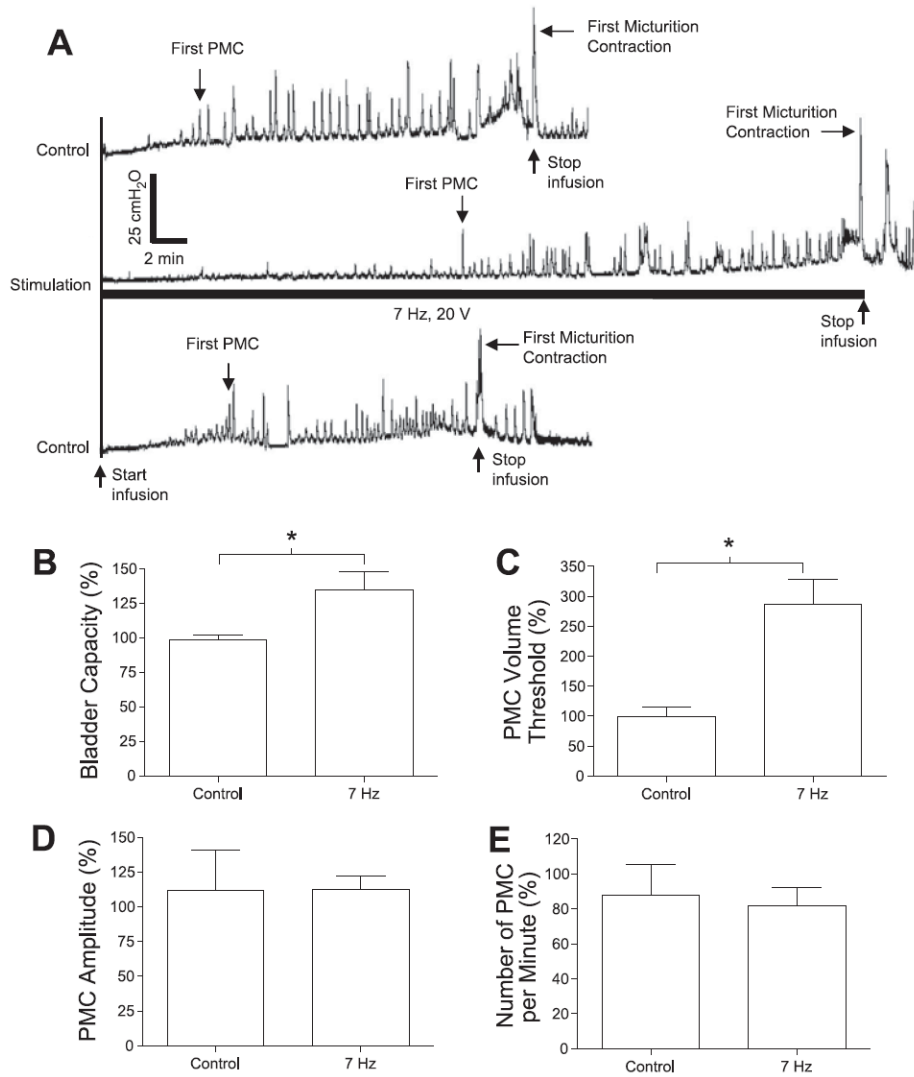 A
First PMC
First Micturition
Contraction
Control
Stop
infusion
First Micturition
Contraction
25 cmH2O
2 min
First PMC
Stimulation
7 Hz, 20 V
Stop
infusion
First PMC
First Micturition
Contraction
Control
Start
infusion
Stop
infusion
B
*
Bladder Capacity (%)
150
125
100
75
50
25
0
Control
7 Hz
C
*
PMC Volume
Threshold (%)
350
300
250
200
150
100
50
0
Control
7 Hz
D
PMC Amplitude (%)
150
125
100
75
50
25
0
Control
7 Hz
E
Number of PMC
per Minute (%)
120
100
80
60
40
20
0
Control
7 Hz